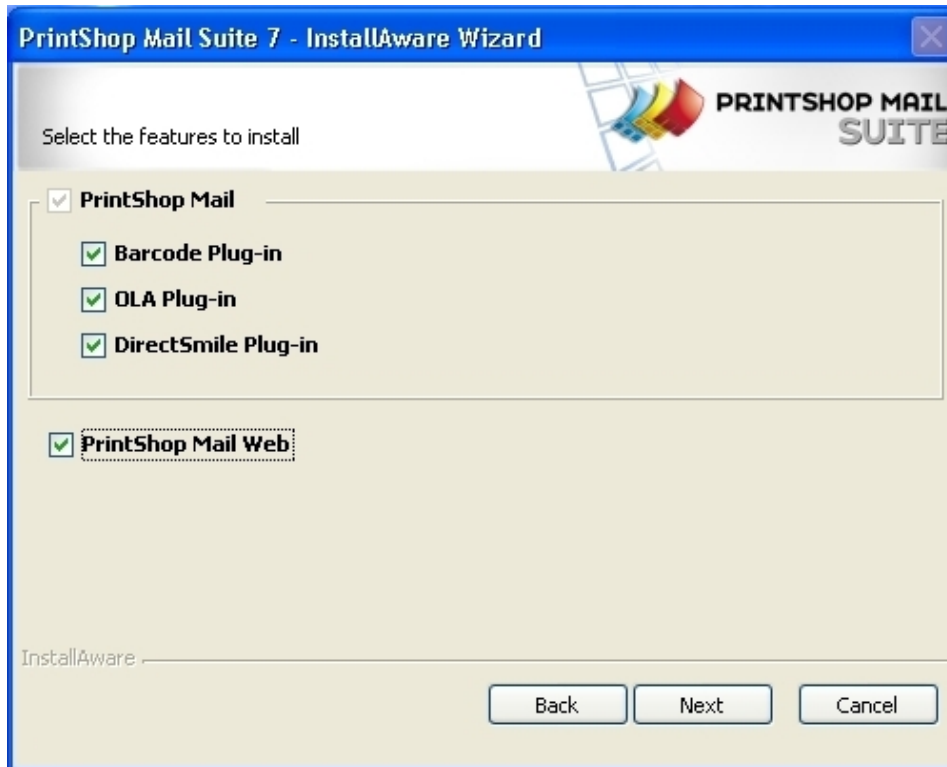 PrintShop Mail Suite 7 - InstallAware Wizard
PRINTSHOP MAIL
SUITE
Select the features to install
PrintShop Mail
Barcode Plug-in
OLA Plug-in
DirectSmile Plug-in
PrintShop Mail Web
InstallAware
Back Next Cancel